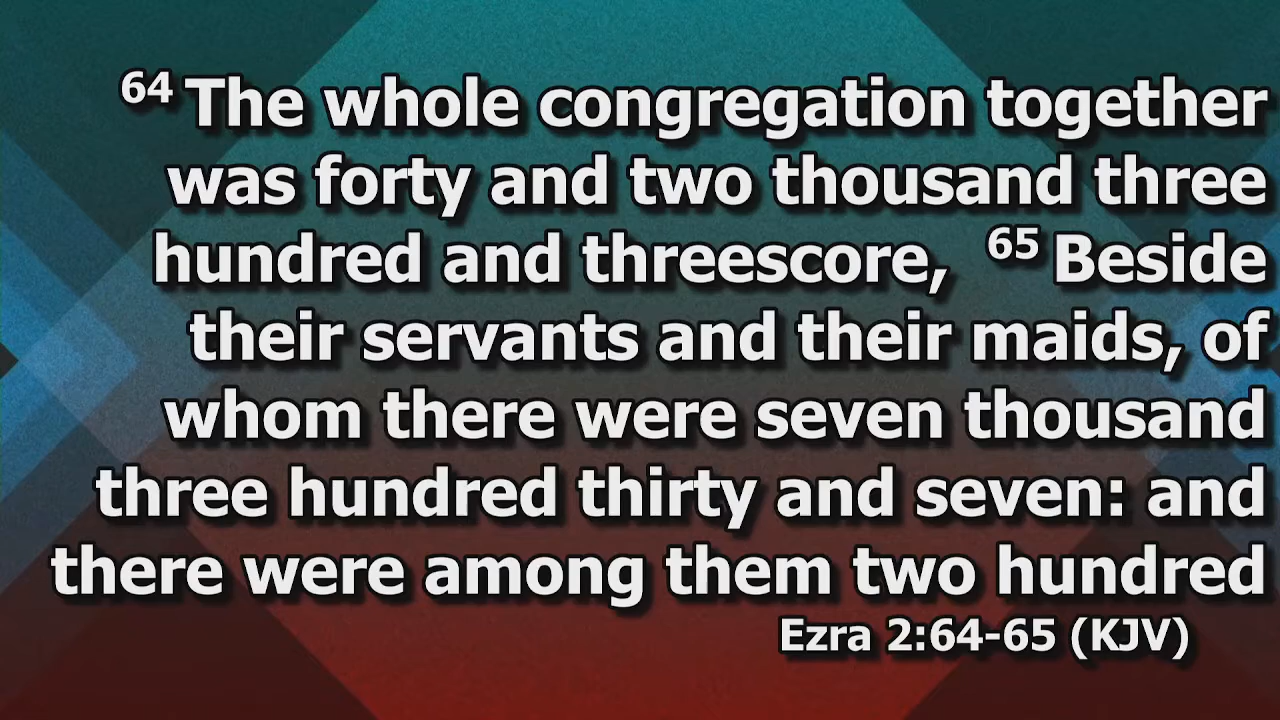 64 The whole congregation together
was forty and two thousand three
hundred and threescore, 65 Beside
their servants and their maids, of
whom there were seven thousand
three hundred thirty and seven: and
there were among them two hundred
Ezra 2:64-65 (KJV)